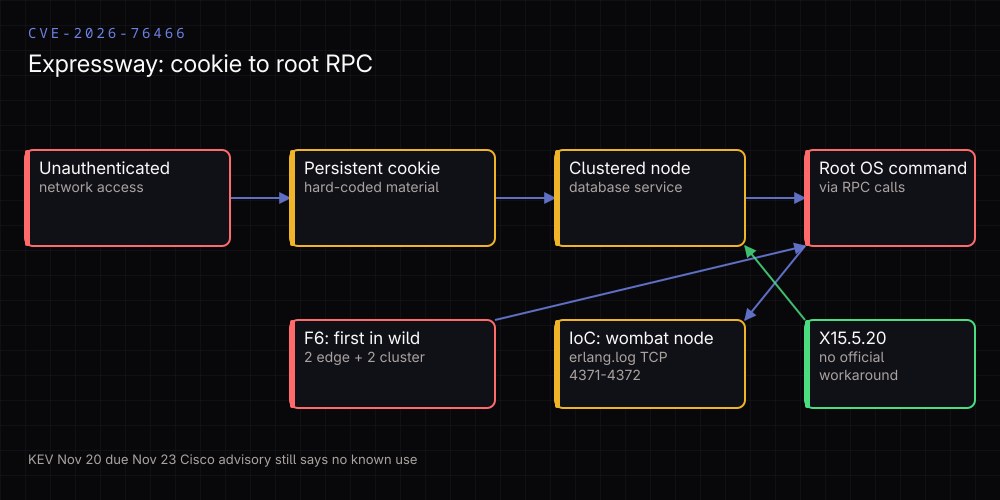 CVE-2026-76466
Expressway: cookie to root RPC
Unauthenticated
network access
Persistent cookie
hard-coded material
Clustered node
database service
Root OS command
via RPC calls
F6: first in wild
2 edge + 2 cluster
IoC: wombat node
erlang.log TCP
4371-4372
X15.5.20
no official
workaround
KEV Nov 20 due Nov 23 Cisco advisory still says no known use